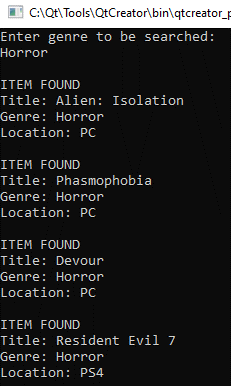 C:\Qt\Tools\QtCreator\bin\qtcreator_p
Enter genre to be searched:
Horror
ITEM FOUND
Title: Alien: Isolation
Genre: Horror
Location: PC
ITEM FOUND
Title: Phasmophobia
Genre: Horror
Location: PC
ITEM FOUND
Title: Devour
Genre: Horror
Location: PC
ITEM FOUND
Title: Resident Evil 7
Genre: Horror
Location: PS4